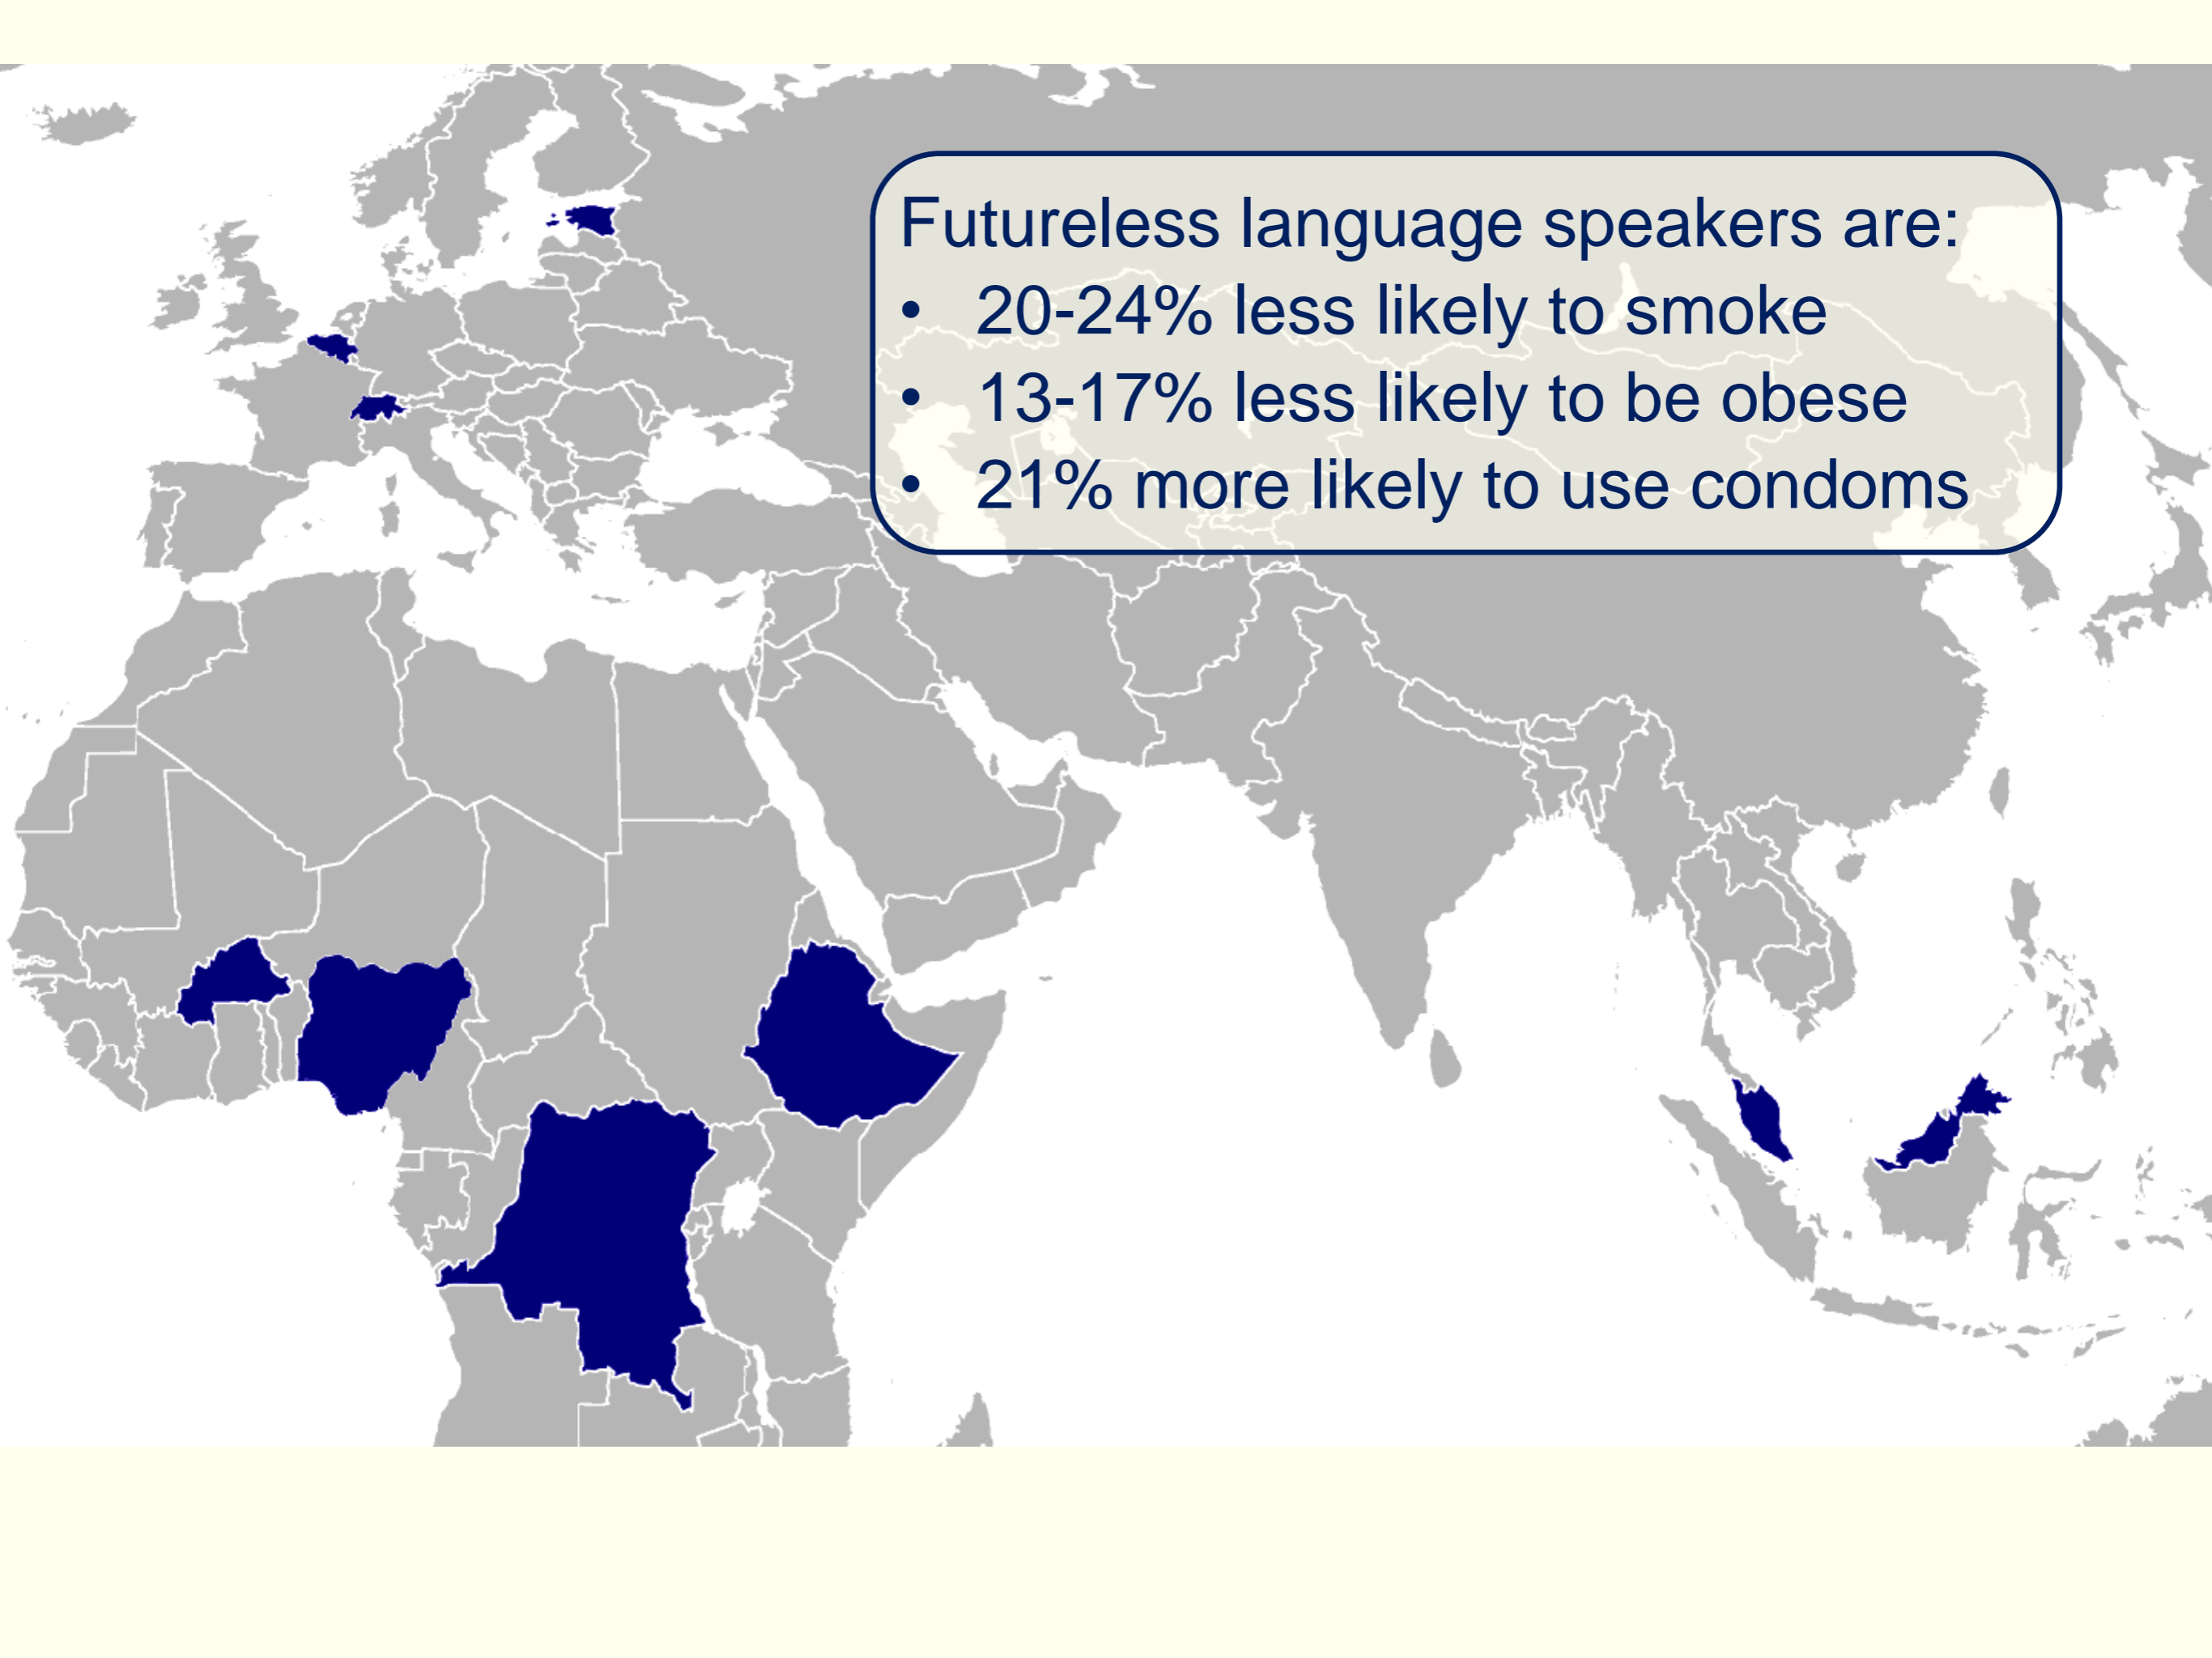 Futureless language speakers are:
• 20-24% less likely to smoke
• 13-17% less likely to be obese
• 21% more likely to use condoms